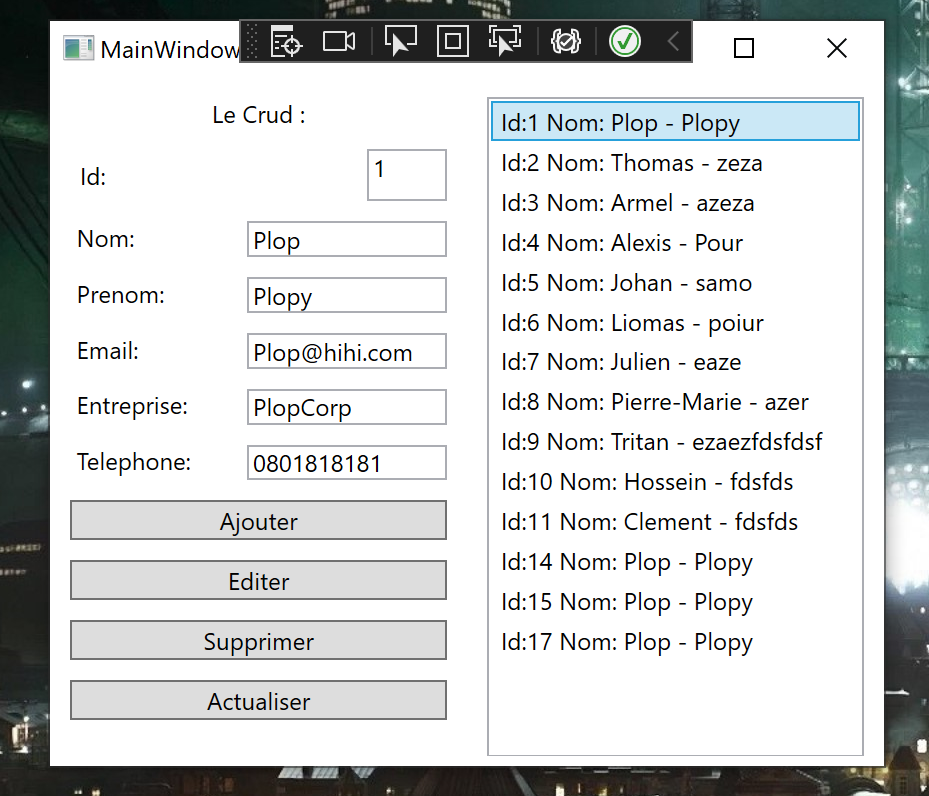 MainWindow
Le Crud :
Id:
1
Nom:
Plop
Prenom:
Plopy
Email:
Plop@hihi.com
Entreprise:
PlopCorp
Telephone:
0801818181
Ajouter
Editer
Supprimer
Actualiser
Id:1 Nom: Plop - Plopy
Id:2 Nom: Thomas - zeza
Id:3 Nom: Armel - azeza
Id:4 Nom: Alexis - Pour
Id:5 Nom: Johan - samo
Id:6 Nom: Liomas - poiur
Id:7 Nom: Julien - eaze
Id:8 Nom: Pierre-Marie - azer
Id:9 Nom: Tritan - ezaezfdsfdsf
Id:10 Nom: Hossein - fdsfds
Id:11 Nom: Clement - fdsfds
Id:14 Nom: Plop - Plopy
Id:15 Nom: Plop - Plopy
Id:17 Nom: Plop - Plopy